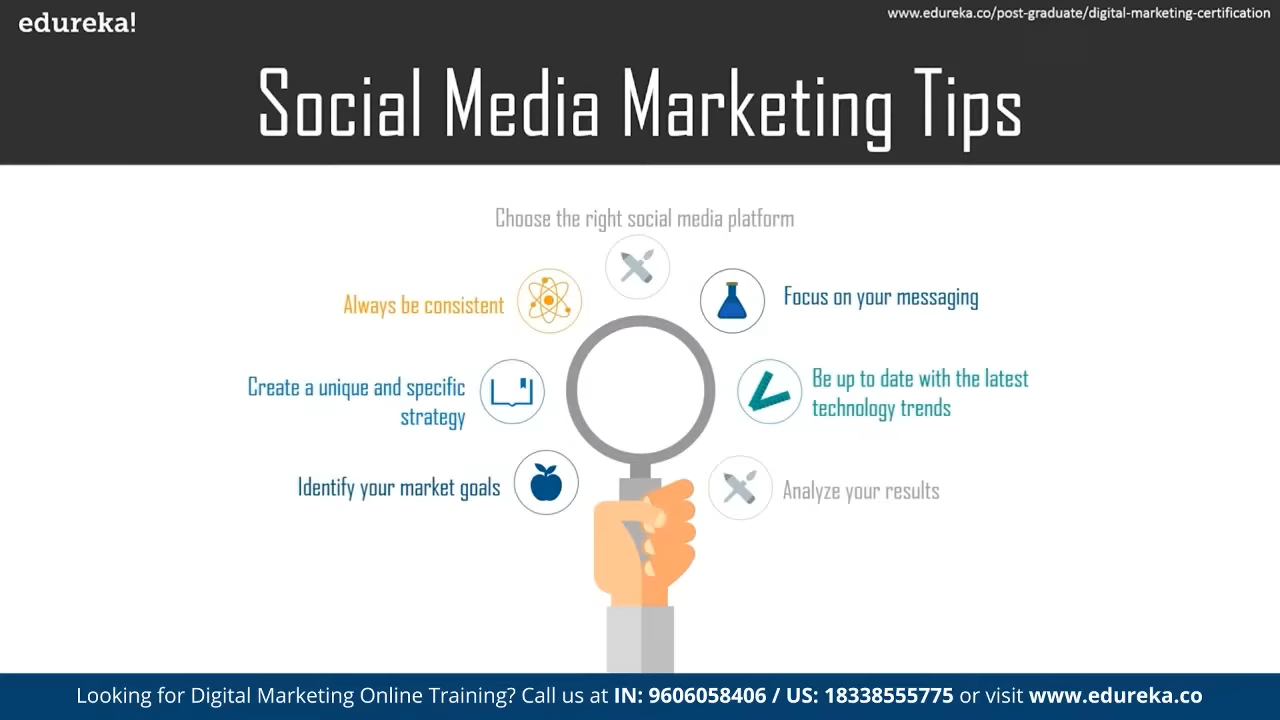 edureka!
www.edureka.co/post-graduate/digital-marketing-certification
Social Media Marketing Tips
Choose the right social media platform
Always be consistent
Focus on your messaging
Create a unique and specific
strategy
Be up to date with the latest
technology trends
Identify your market goals
Analyze your results
Looking for Digital Marketing Online Training? Call us at IN: 9606058406 / US: 18338555775 or visit www.edureka.co